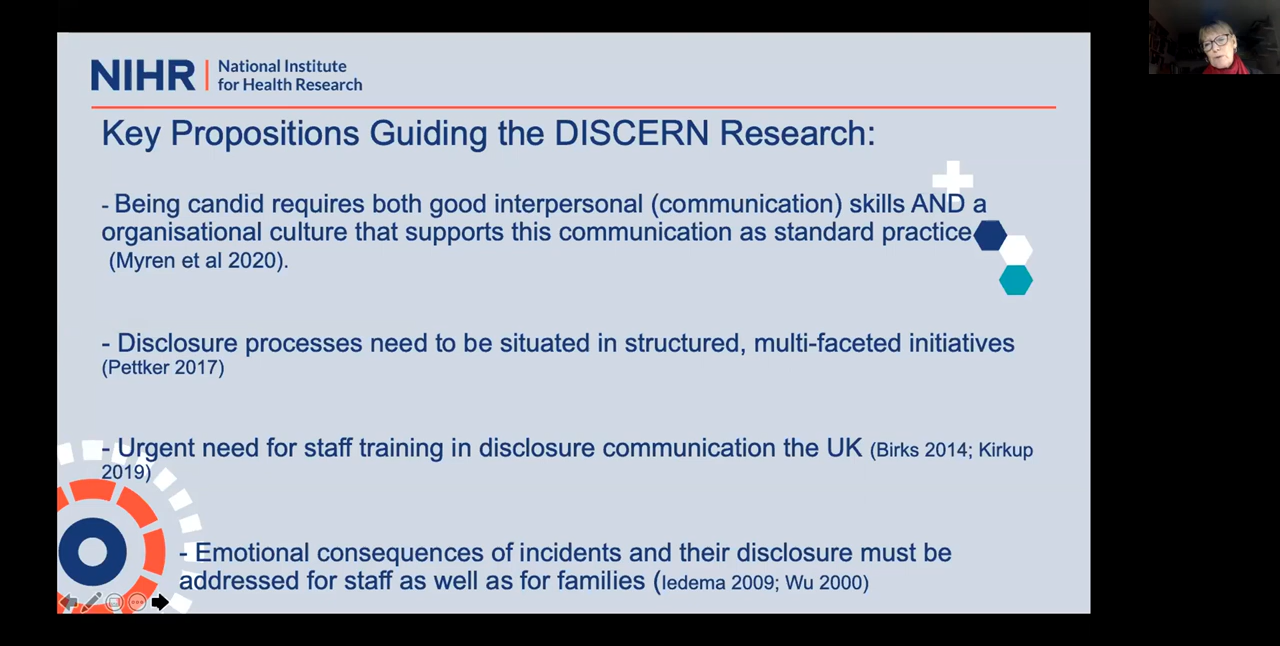 NIHR
National Institute
for Health Research
Key Propositions Guiding the DISCERN Research:
- Being candid requires both good interpersonal (communication) skills AND a
organisational culture that supports this communication as standard practice
(Myren et al 2020).
- Disclosure processes need to be situated in structured, multi-faceted initiatives
(Pettker 2017)
- Urgent need for staff training in disclosure communication the UK (Birks 2014; Kirkup
2019)
- Emotional consequences of incidents and their disclosure must be
addressed for staff as well as for families (Iedema 2009; Wu 2000)